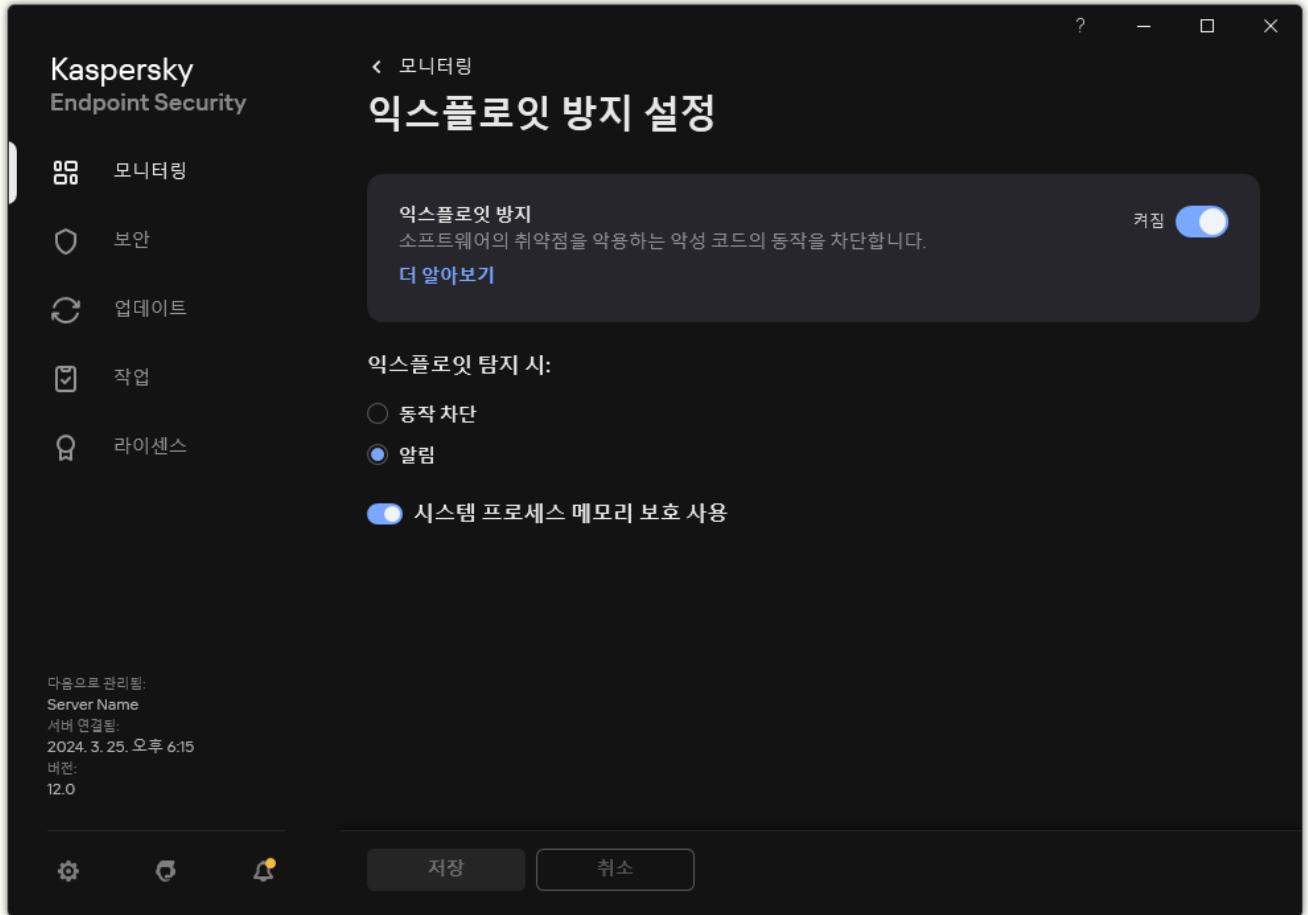 Kaspersky
Endpoint Security
모니터링
보안
업데이트
작업
라이센스
다음으로 관리됨:
Server Name
서버 연결됨:
2024. 3. 25. 오후 6:15
버전:
12.0
?
모니터링
익스플로잇 방지 설정
익스플로잇 방지
소프트웨어의 취약점을 악용하는 악성 코드의 동작을 차단합니다.
더 알아보기
켜짐
익스플로잇 탐지 시:
동작 차단
알림
시스템 프로세스 메모리 보호 사용
저장
취소